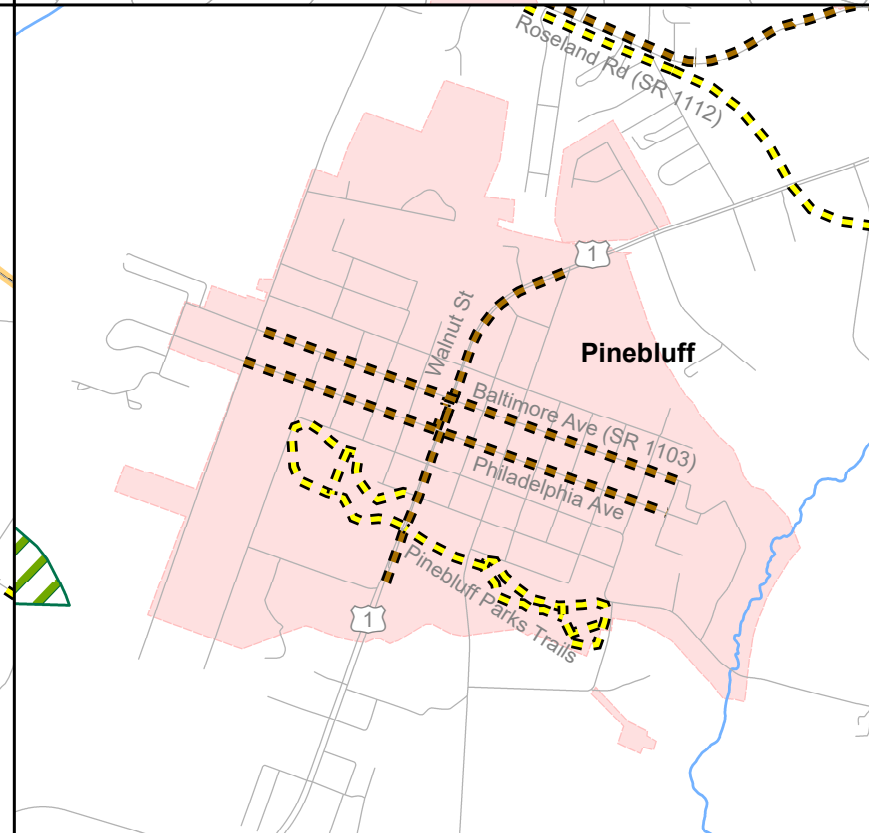 Roseland Rd (SR 1112)
1
Walnut St
Pinebluff
Baltimore Ave (SR 1103)
Philadelphia Ave
Pinebluff Parks Trails
1